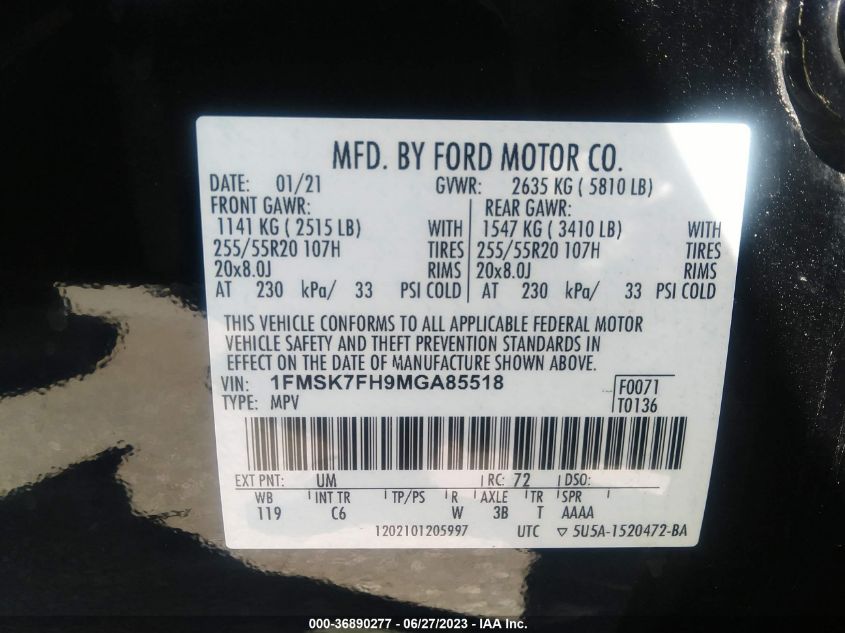 MFD. BY FORD MOTOR CO.
DATE: 01/21 GVWR: 2635 KG ( 5810 LB)
FRONT GAWR: REAR GAWR:
1141 KG ( 2515 LB) WITH 1547 KG ( 3410 LB) WITH
255/55R20 107H TIRES 255/55R20 107H TIRES
20x8.0J RIMS 20x8.0J RIMS
AT 230 kPa/ 33 PSI COLD AT 230 kPa/ 33 PSI COLD
THIS VEHICLE CONFORMS TO ALL APPLICABLE FEDERAL MOTOR
VEHICLE SAFETY AND THEFT PREVENTION STANDARDS IN
EFFECT ON THE DATE OF MANUFACTURE SHOWN ABOVE.
VIN: 1FMSK7FH9MGA85518 F0071
TYPE: MPV T0136
EXT PNT: UM RC: 72 DSO:
WB INT TR TP/PS R AXLE TR SPR
119 C6 W 3B T AAAA
1202101205997 UTC ▽ 5U5A-1520472-BA
000-36890277 - 06/27/2023 - IAA Inc.